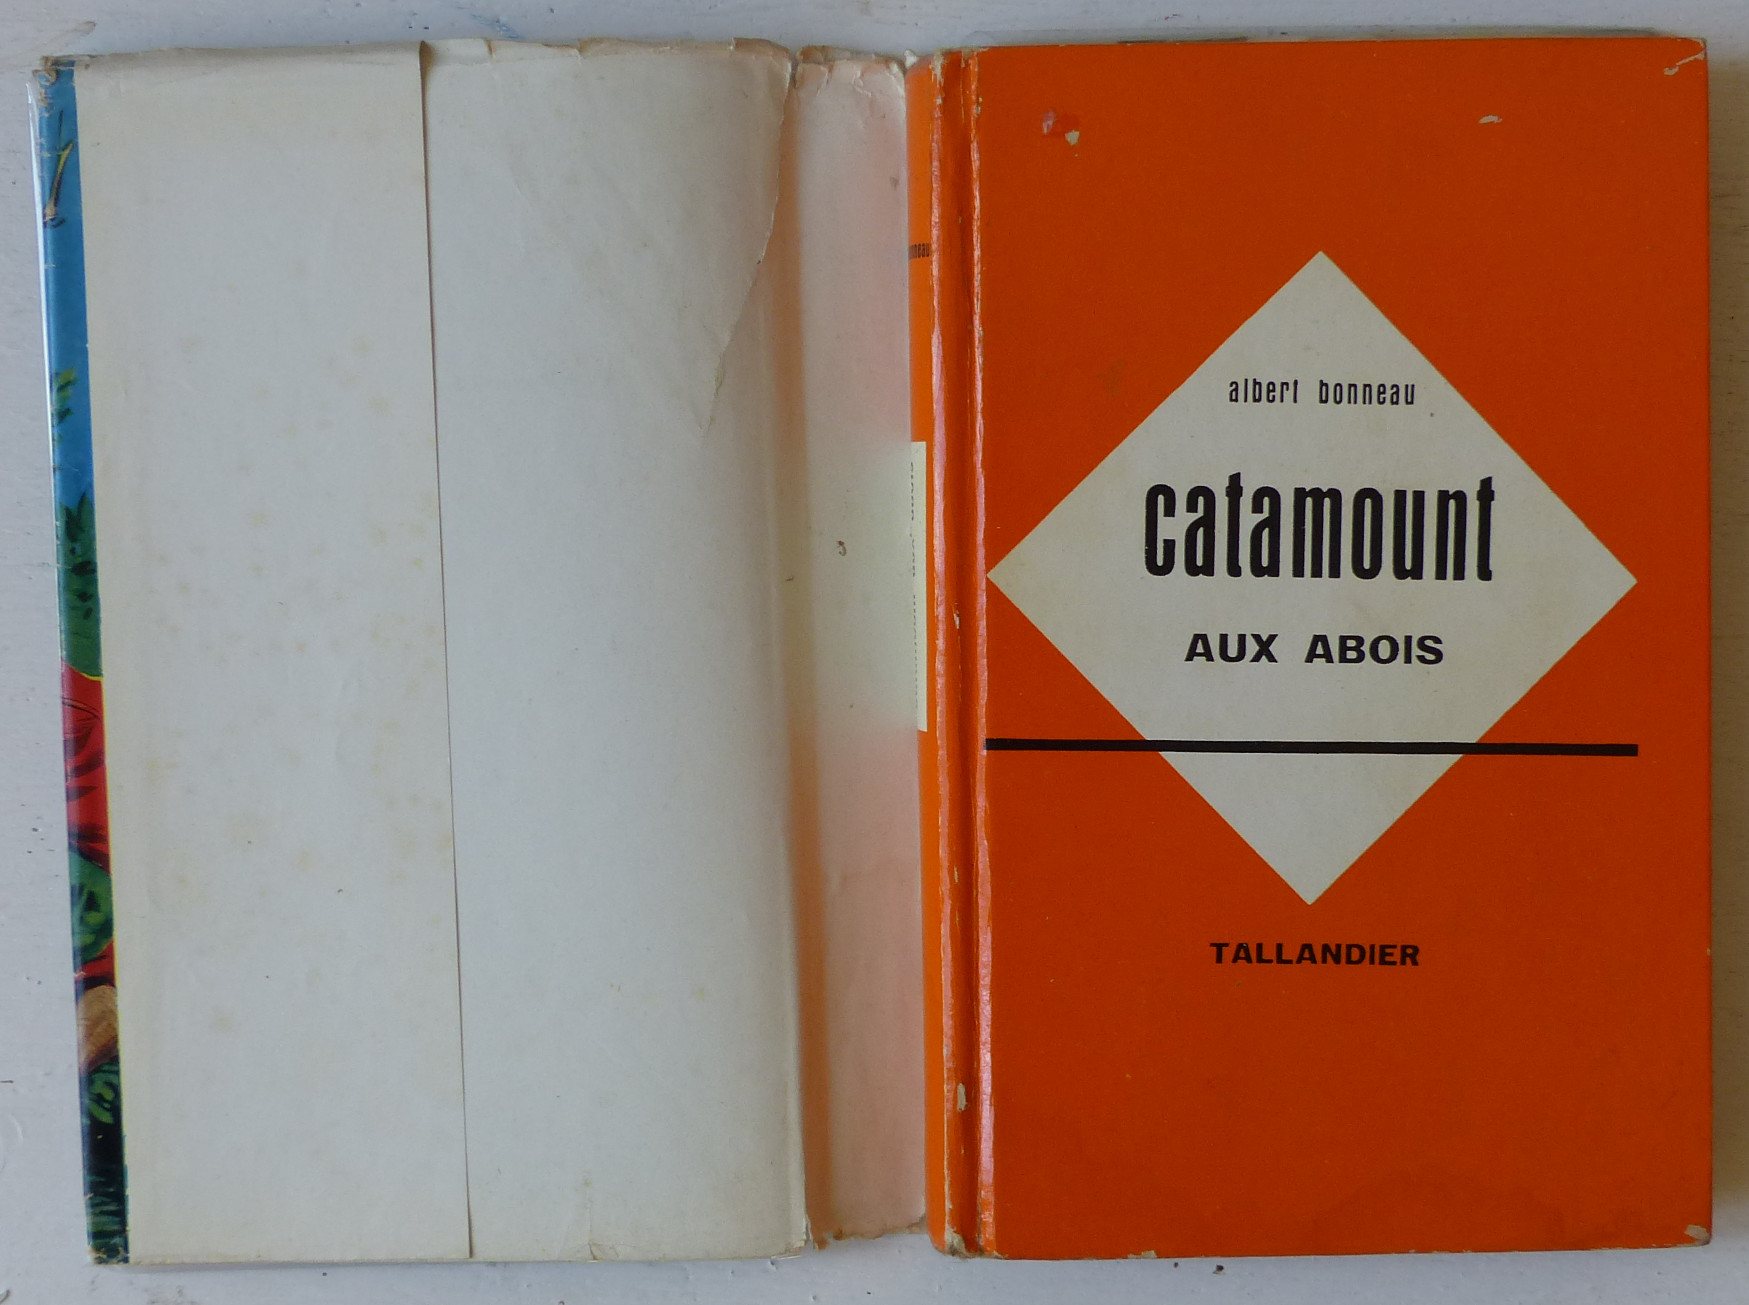 albert bonneau
catamount
AUX ABOIS
TALLANDIER